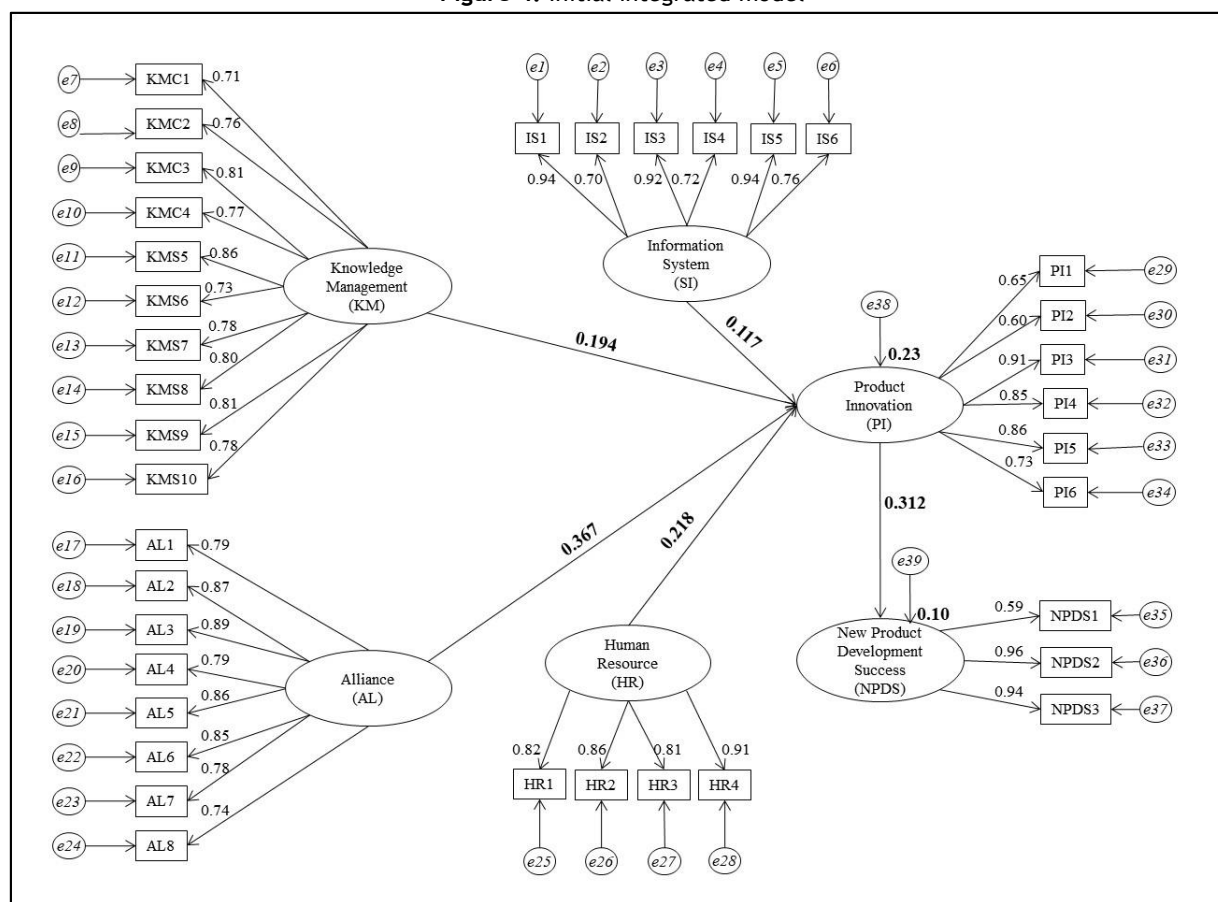 Figure 4. Initial integrated model
e1 e2 e3 e4 e5 e6
IS1 IS2 IS3 IS4 IS5 IS6
0.94 0.70 0.92 0.72 0.94 0.76
Information
System
(SI)
0.117
e7 KMC1 0.71
e8 KMC2 0.76
e9 KMC3 0.81
e10 KMC4 0.77
e11 KMS5 0.86
e12 KMS6 0.73
e13 KMS7 0.78
e14 KMS8 0.80
e15 KMS9 0.81
e16 KMS10 0.78
Knowledge
Management
(KM)
0.194
e38
0.23
Product
Innovation
(PI)
0.65 PI1 e29
0.60 PI2 e30
0.91 PI3 e31
0.85 PI4 e32
0.86 PI5 e33
0.73 PI6 e34
0.312
e17 AL1 0.79
e18 AL2 0.87
e19 AL3 0.89
e20 AL4 0.79
e21 AL5 0.86
e22 AL6 0.85
e23 AL7 0.78
e24 AL8 0.74
Alliance
(AL)
0.367
0.218
Human
Resource
(HR)
0.82 0.86 0.81 0.91
HR1 HR2 HR3 HR4
e25 e26 e27 e28
e39
0.10
New Product
Development
Success
(NPDS)
0.59 NPDS1 e35
0.96 NPDS2 e36
0.94 NPDS3 e37